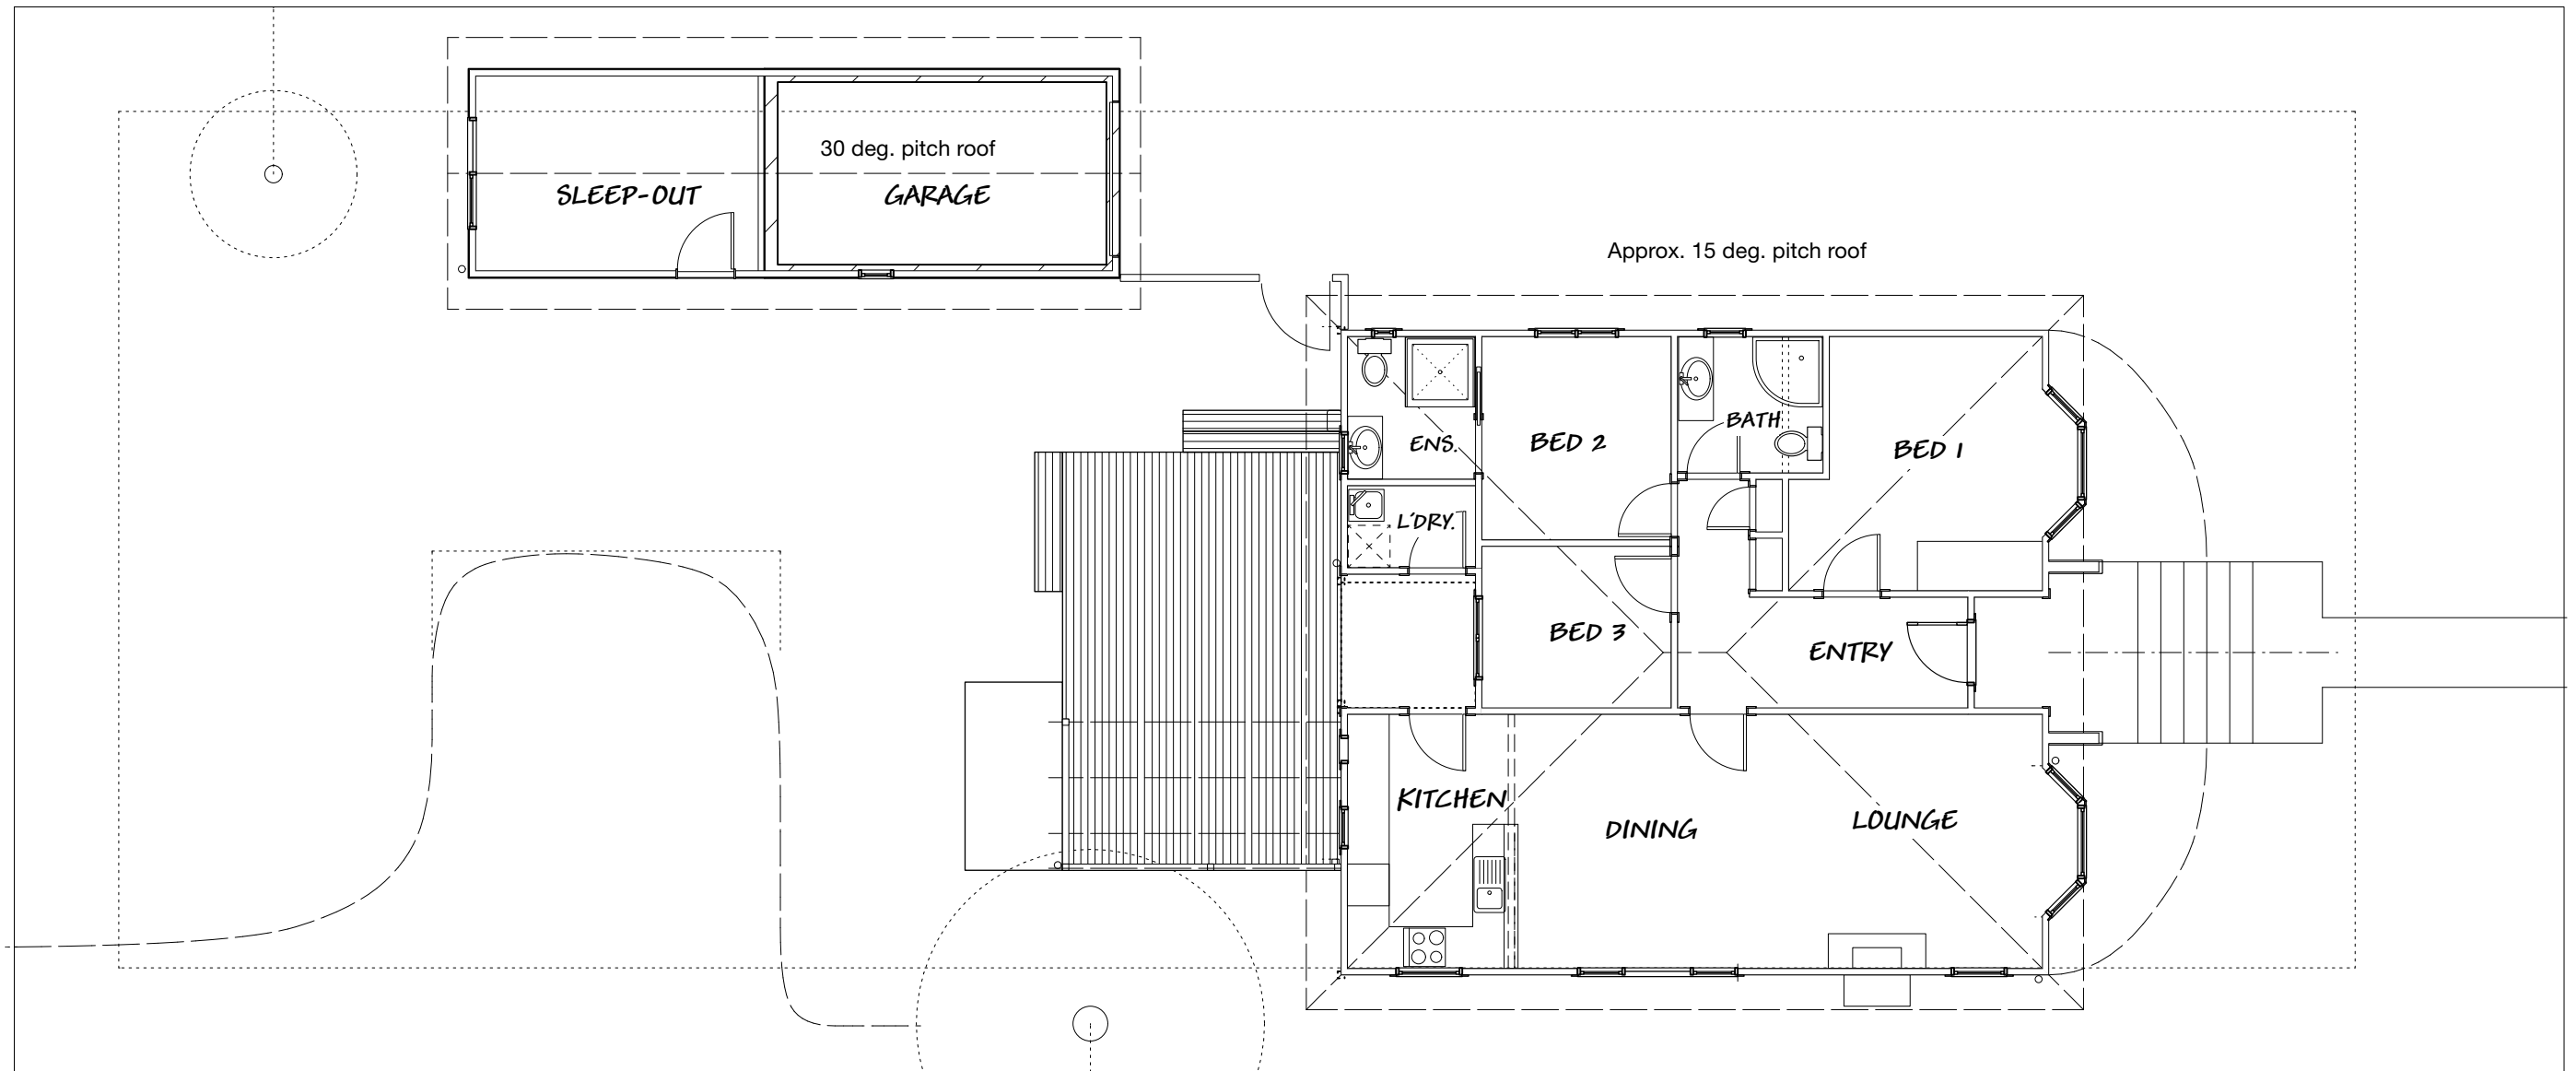 30 deg. pitch roof
SLEEP-OUT
GARAGE
Approx. 15 deg. pitch roof
ENS.
BED 2
BATH
BED 1
L'DRY.
BED 3
ENTRY
KITCHEN
DINING
LOUNGE